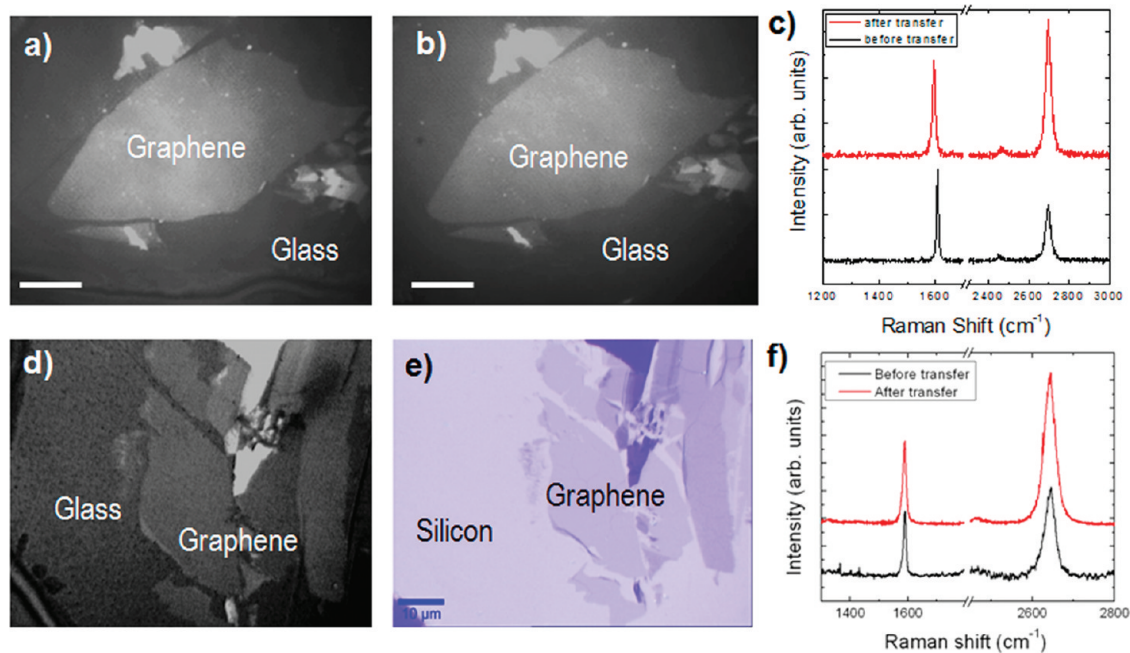 a)
Graphene
Glass
b)
Graphene
Glass
c)
after transfer
before transfer
Intensity (arb. units)
1200 1400 1600 2400 2600 2800 3000
Raman Shift (cm-1)
d)
Glass
Graphene
e)
Silicon
Graphene
10 µm
f)
Before transfer
After transfer
Intensity (arb. units)
1400 1600 2600 2800
Raman shift (cm-1)